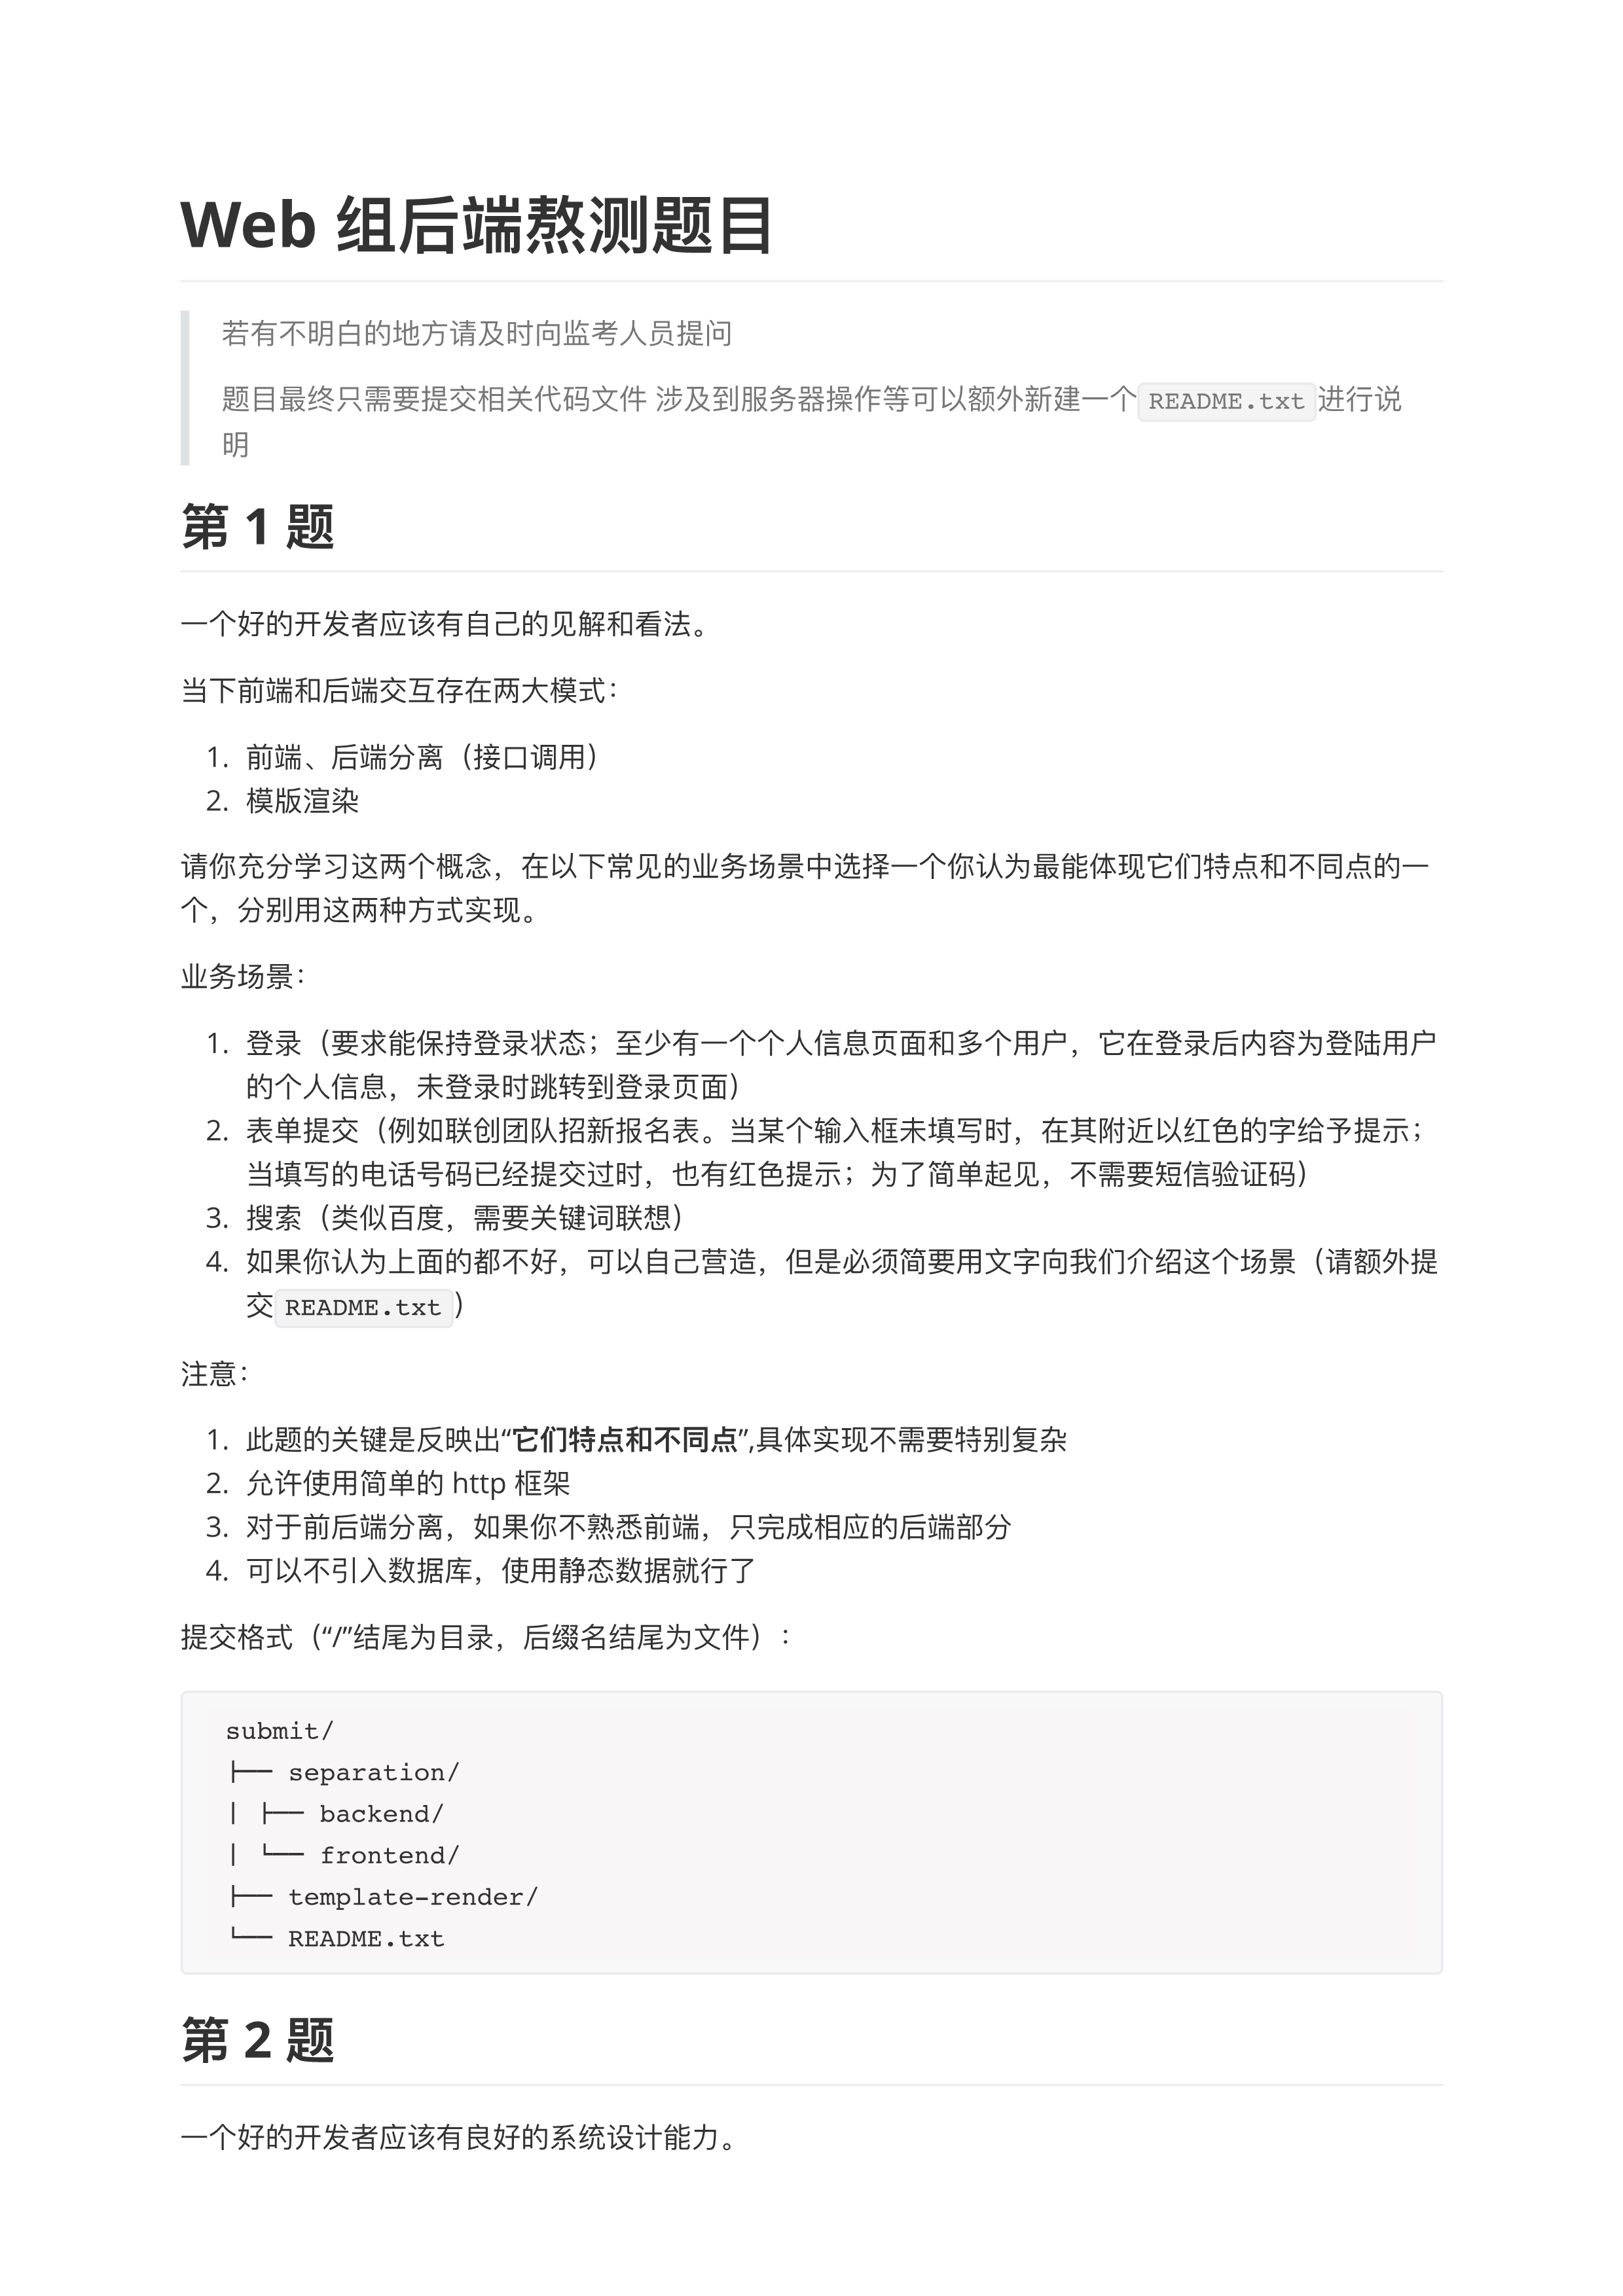 Web 组后端熬测题目
若有不明白的地方请及时向监考人员提问
题目最终只需要提交相关代码文件 涉及到服务器操作等可以额外新建一个 README.txt 进行说
明
第 1 题
一个好的开发者应该有自己的见解和看法。
当下前端和后端交互存在两大模式：
1. 前端、后端分离（接口调用）
2. 模版渲染
请你充分学习这两个概念，在以下常见的业务场景中选择一个你认为最能体现它们特点和不同点的一
个，分别用这两种方式实现。
业务场景：
1. 登录（要求能保持登录状态；至少有一个个人信息页面和多个用户，它在登录后内容为登陆用户
的个人信息，未登录时跳转到登录页面）
2. 表单提交（例如联创团队招新报名表。当某个输入框未填写时，在其附近以红色的字给予提示；
当填写的电话号码已经提交过时，也有红色提示；为了简单起见，不需要短信验证码）
3. 搜索（类似百度，需要关键词联想）
4. 如果你认为上面的都不好，可以自己营造，但是必须简要用文字向我们介绍这个场景（请额外提
交 README.txt ）
注意：
1. 此题的关键是反映出“它们特点和不同点”,具体实现不需要特别复杂
2. 允许使用简单的 http 框架
3. 对于前后端分离，如果你不熟悉前端，只完成相应的后端部分
4. 可以不引入数据库，使用静态数据就行了
提交格式（“/”结尾为目录，后缀名结尾为文件）：
submit/
├── separation/
| ├── backend/
| └── frontend/
├── template-render/
└── README.txt
第 2 题
一个好的开发者应该有良好的系统设计能力。